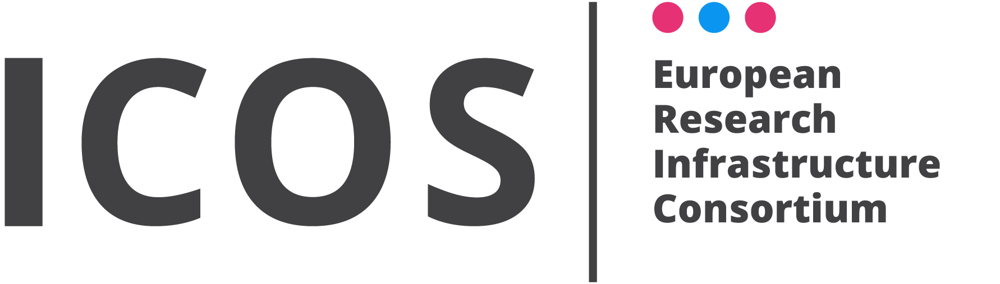 ICOS
European
Research
Infrastructure
Consortium